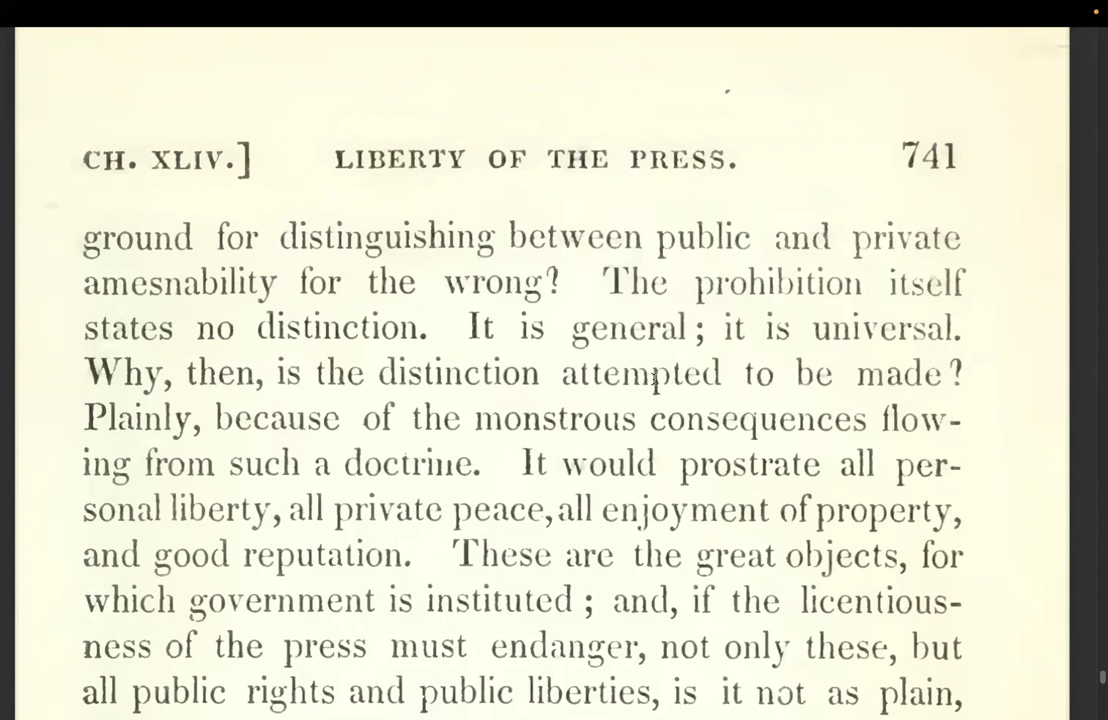 CH. XLIV.] LIBERTY OF THE PRESS. 741
ground for distinguishing between public and private
amesnability for the wrong? The prohibition itself
states no distinction. It is general; it is universal.
Why, then, is the distinction attempted to be made?
Plainly, because of the monstrous consequences flow-
ing from such a doctrine. It would prostrate all per-
sonal liberty, all private peace, all enjoyment of property,
and good reputation. These are the great objects, for
which government is instituted; and, if the licentious-
ness of the press must endanger, not only these, but
all public rights and public liberties, is it not as plain,